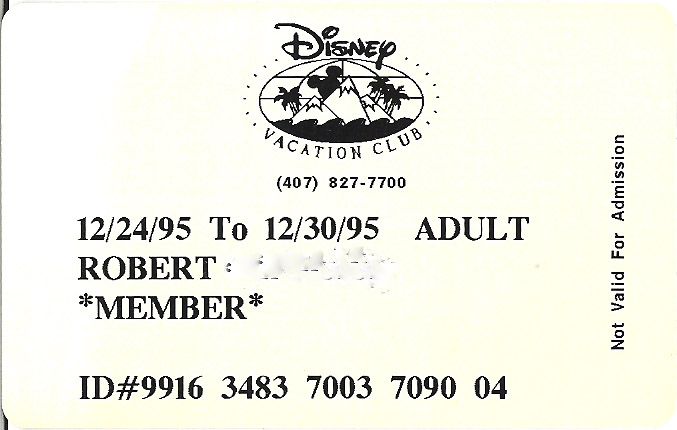 Disney
VACATION CLUB
(407) 827-7700
12/24/95 To 12/30/95 ADULT
ROBERT
*MEMBER*
ID#9916 3483 7003 7090 04
Not Valid For Admission